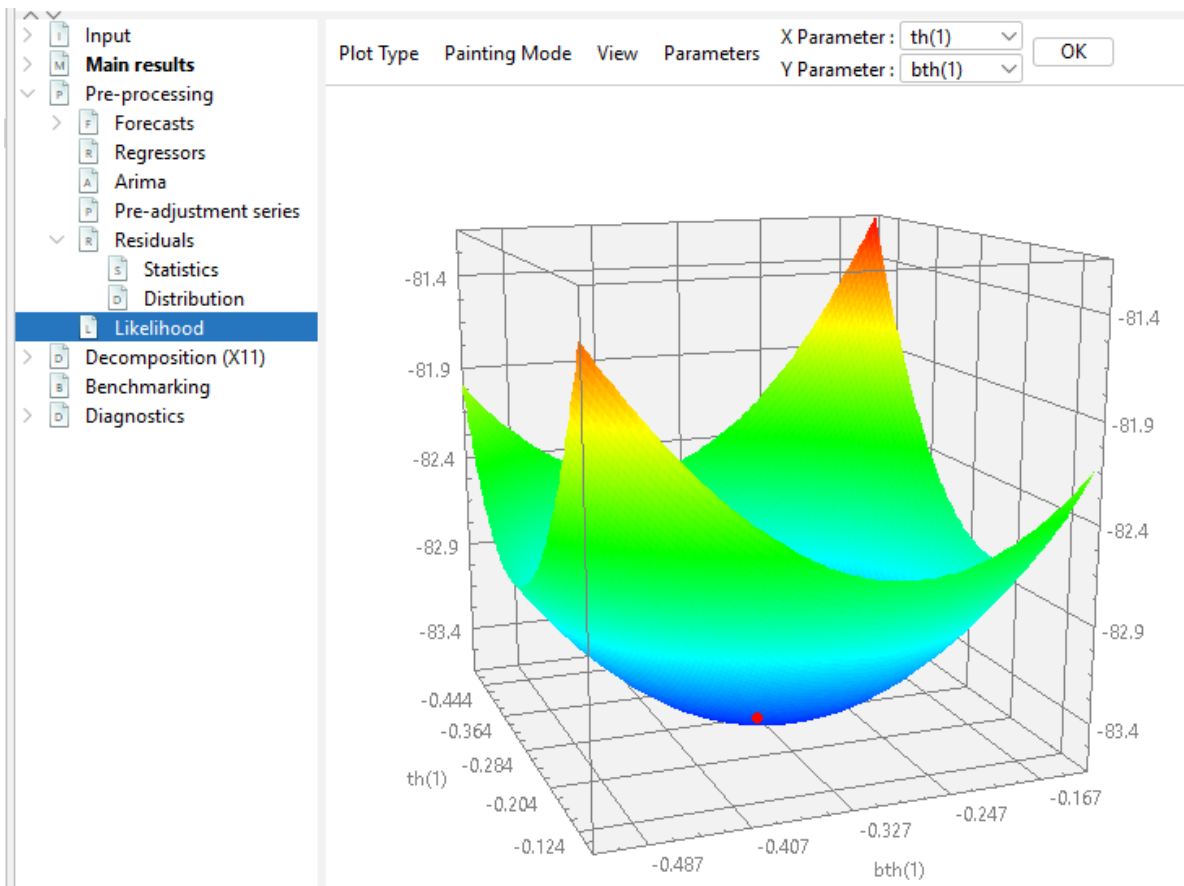 Input
Main results
Pre-processing
Forecasts
Regressors
Arima
Pre-adjustment series
Residuals
Statistics
Distribution
Likelihood
Decomposition (X11)
Benchmarking
Diagnostics
Plot Type Painting Mode View Parameters
X Parameter : th(1)
Y Parameter : bth(1)
OK
-81.4
-81.9
-82.4
-82.9
-83.4
-81.4
-81.9
-82.4
-82.9
-83.4
-0.444
-0.364
-0.284
-0.204
-0.124
th(1)
-0.487
-0.407
-0.327
-0.247
-0.167
bth(1)